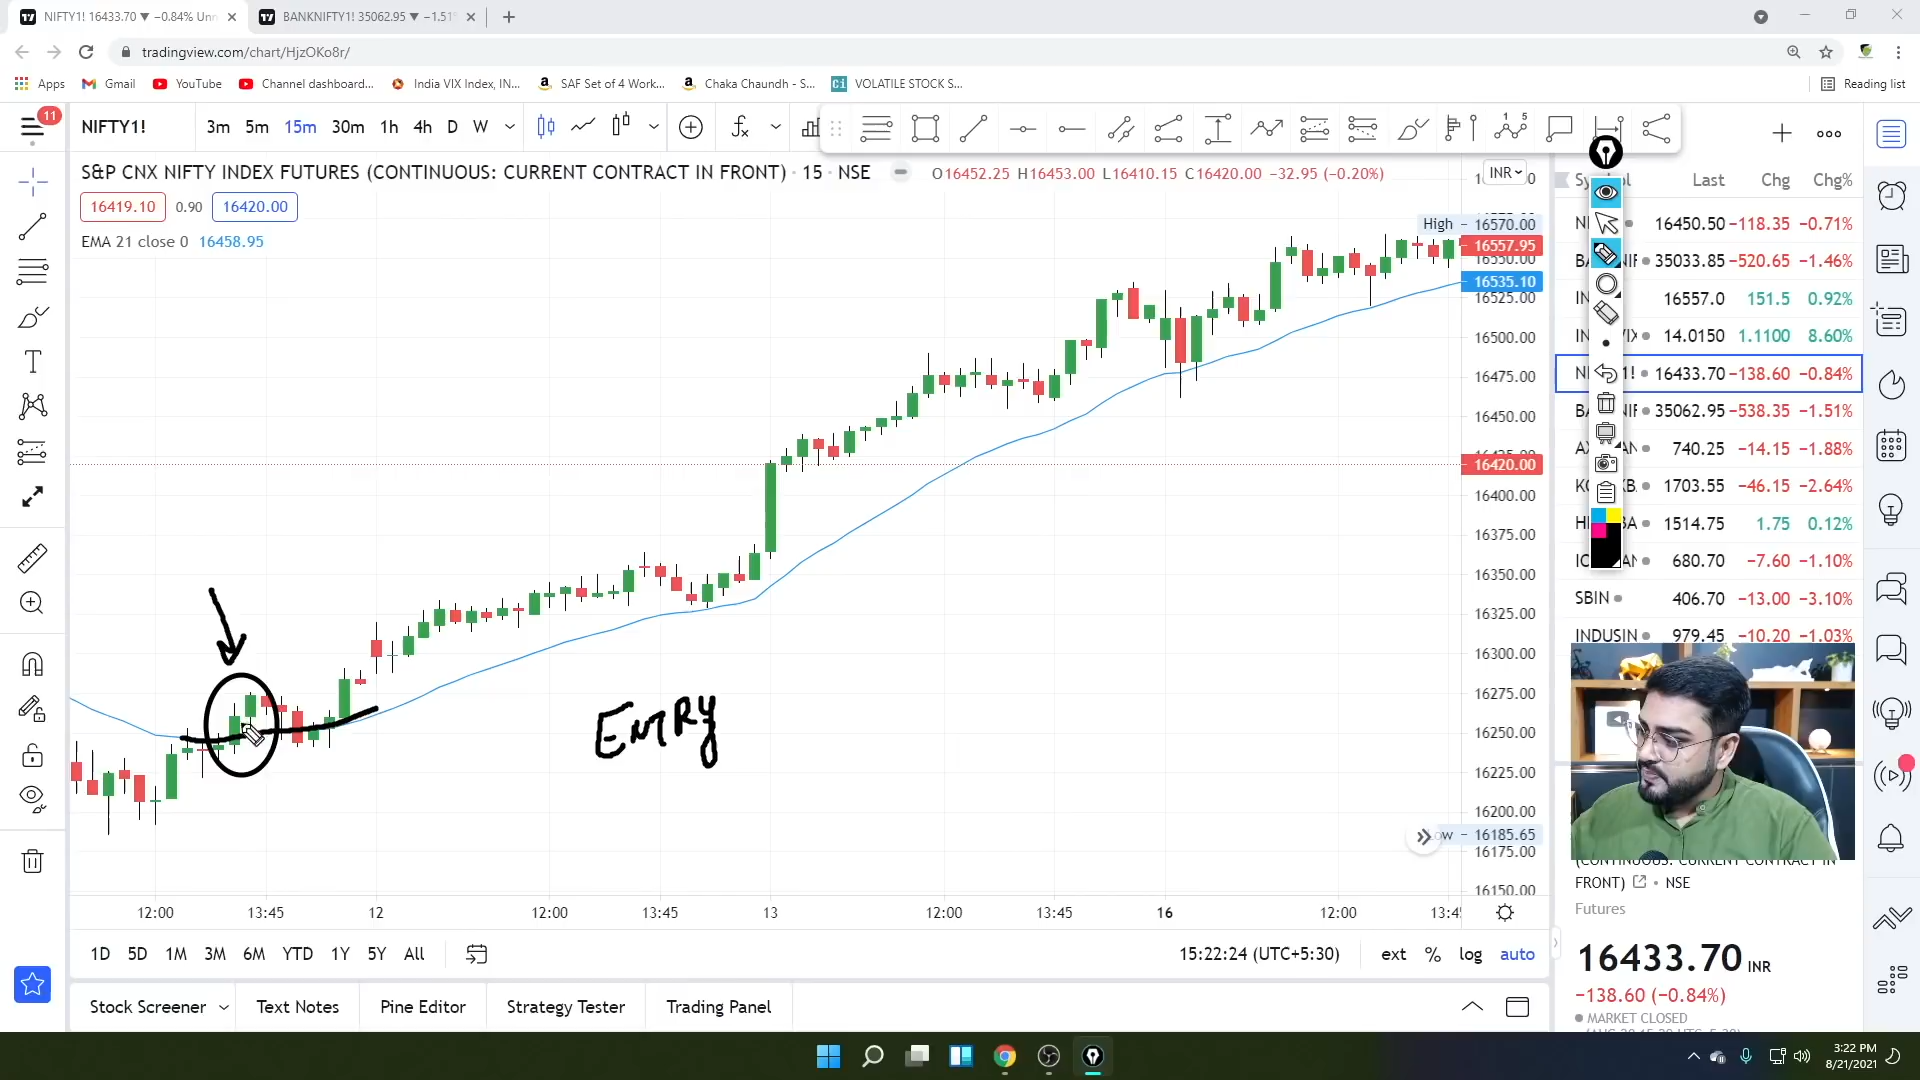 NIFTY1! 16433.70 ▼ −0.84% Unn
BANKNIFTY1! 35062.95 ▼ −1.51%
tradingview.com/chart/HjzOKo8r/
Apps
Gmail
YouTube
Channel dashboard...
India VIX Index, IN...
SAF Set of 4 Work...
Chaka Chaundh - S...
VOLATILE STOCK S...
Reading list
11
NIFTY1!
3m 5m 15m 30m 1h 4h D W
S&P CNX NIFTY INDEX FUTURES (CONTINUOUS: CURRENT CONTRACT IN FRONT) · 15 · NSE
O16452.25 H16453.00 L16410.15 C16420.00 −32.95 (−0.20%)
INR
16419.10 0.90 16420.00
EMA 21 close 0 16458.95
High 16570.00
16557.95
16550.00
16535.10
16525.00
16500.00
16475.00
16450.00
16420.00
16400.00
16375.00
16350.00
16325.00
16300.00
16275.00
16250.00
16225.00
16200.00
16185.65
16175.00
16150.00
ENTRY
12:00 13:45 12 12:00 13:45 13 12:00 13:45 16 12:00
1D 5D 1M 3M 6M YTD 1Y 5Y All
15:22:24 (UTC+5:30)
ext % log auto
Stock Screener
Text Notes
Pine Editor
Strategy Tester
Trading Panel
Last Chg Chg%
16450.50 −118.35 −0.71%
35033.85 −520.65 −1.46%
16557.0 151.5 0.92%
14.0150 1.1100 8.60%
16433.70 −138.60 −0.84%
35062.95 −538.35 −1.51%
740.25 −14.15 −1.88%
1703.55 −46.15 −2.64%
1514.75 1.75 0.12%
680.70 −7.60 −1.10%
SBIN 406.70 −13.00 −3.10%
INDUSIN 979.45 −10.20 −1.03%
(CONTINUOUS: CURRENT CONTRACT IN
FRONT) • NSE
Futures
16433.70 INR
−138.60 (−0.84%)
MARKET CLOSED
3:22 PM
8/21/2021